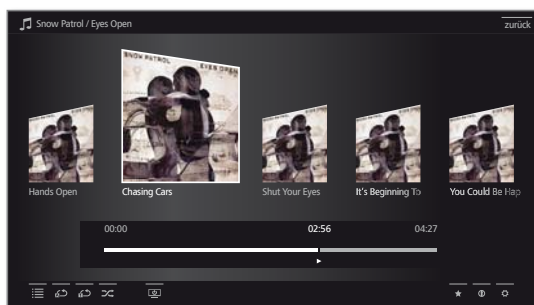 Snow Patrol / Eyes Open
zurück
SNOW PATROL
EYES OPEN
Hands Open
Chasing Cars
Shut Your Eyes
It's Beginning To
You Could Be Hap
00:00
02:56
04:27